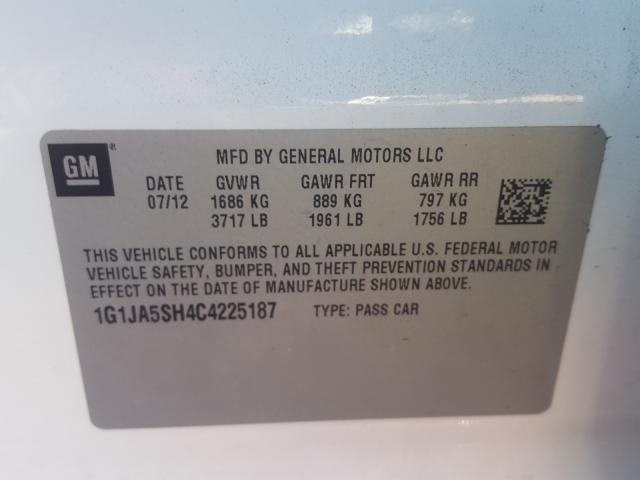 GM ®
MFD BY GENERAL MOTORS LLC
DATE GVWR GAWR FRT GAWR RR
07/12 1686 KG 889 KG 797 KG
3717 LB 1961 LB 1756 LB
THIS VEHICLE CONFORMS TO ALL APPLICABLE U.S. FEDERAL MOTOR
VEHICLE SAFETY, BUMPER, AND THEFT PREVENTION STANDARDS IN
EFFECT ON THE DATE OF MANUFACTURE SHOWN ABOVE.
1G1JA5SH4C4225187 TYPE: PASS CAR